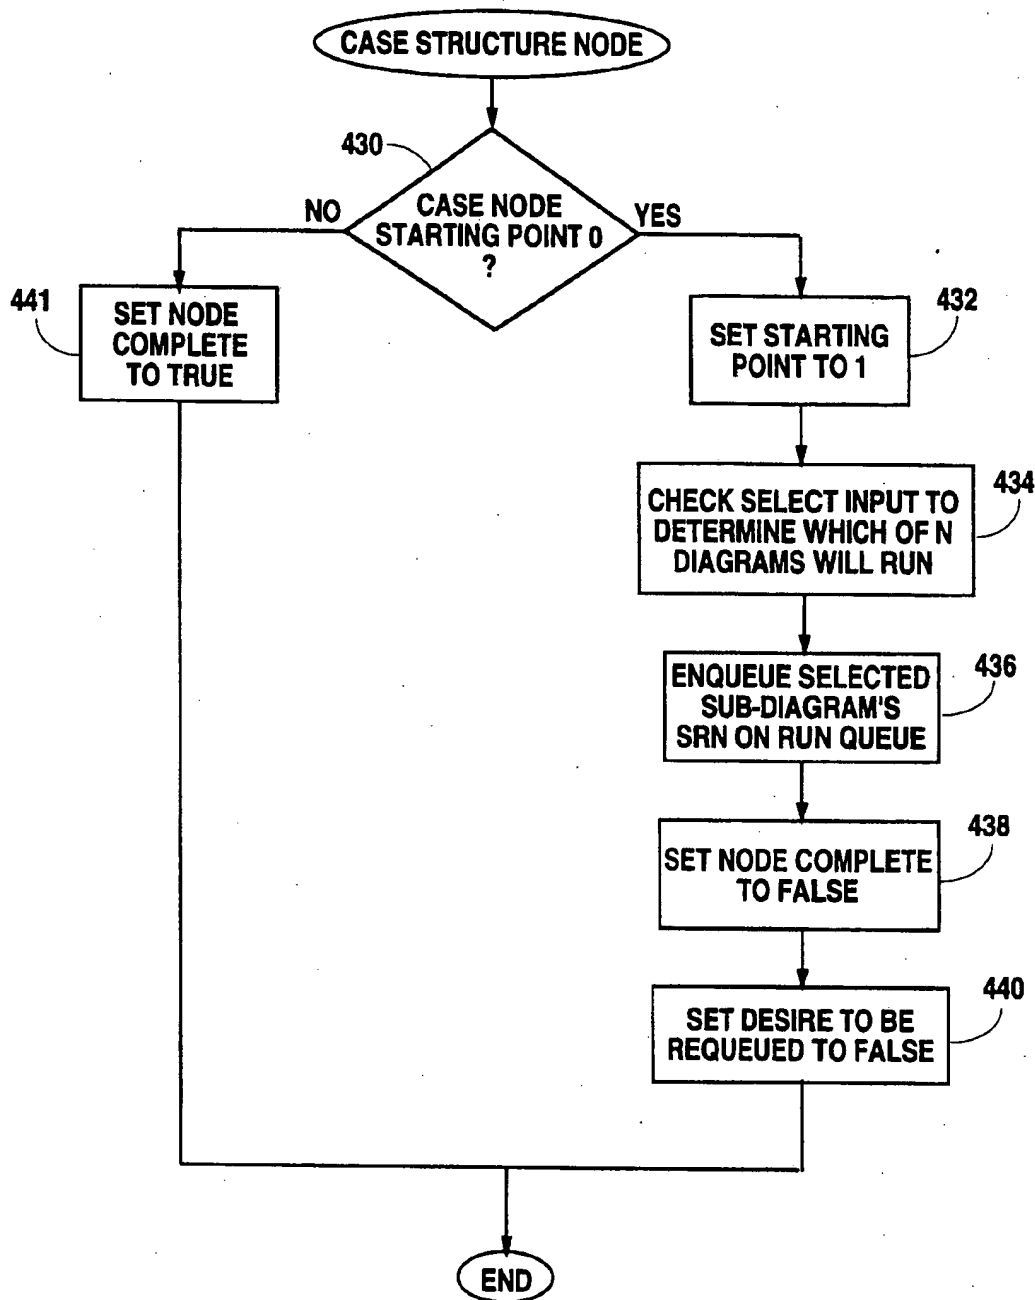 CASE STRUCTURE NODE
430
CASE NODE
STARTING POINT 0
?
NO
YES
441
SET NODE
COMPLETE
TO TRUE
432
SET STARTING
POINT TO 1
434
CHECK SELECT INPUT TO
DETERMINE WHICH OF N
DIAGRAMS WILL RUN
436
ENQUEUE SELECTED
SUB-DIAGRAM'S
SRN ON RUN QUEUE
438
SET NODE COMPLETE
TO FALSE
440
SET DESIRE TO BE
REQUEUED TO FALSE
END